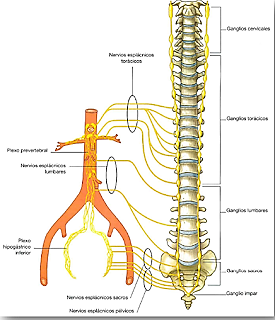 Ganglios cervicales
Nervios esplácnicos
torácicos
Ganglios torácicos
Plexo prevertebral
Nervios esplácnicos
lumbares
Ganglios lumbares
Plexo
hipogástrico
inferior
Ganglios sacros
Ganglio impar
Nervios esplácnicos sacros
Nervios esplácnicos pélvicos